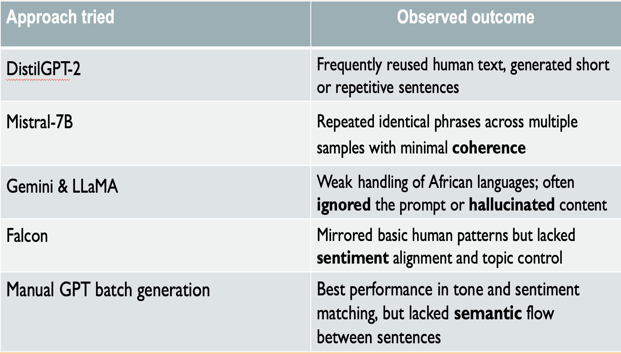 Approach tried
Observed outcome
DistilGPT-2
Frequently reused human text, generated short
or repetitive sentences
Mistral-7B
Repeated identical phrases across multiple
samples with minimal coherence
Gemini & LLaMA
Weak handling of African languages; often
ignored the prompt or hallucinated content
Falcon
Mirrored basic human patterns but lacked
sentiment alignment and topic control
Manual GPT batch generation
Best performance in tone and sentiment
matching, but lacked semantic flow
between sentences